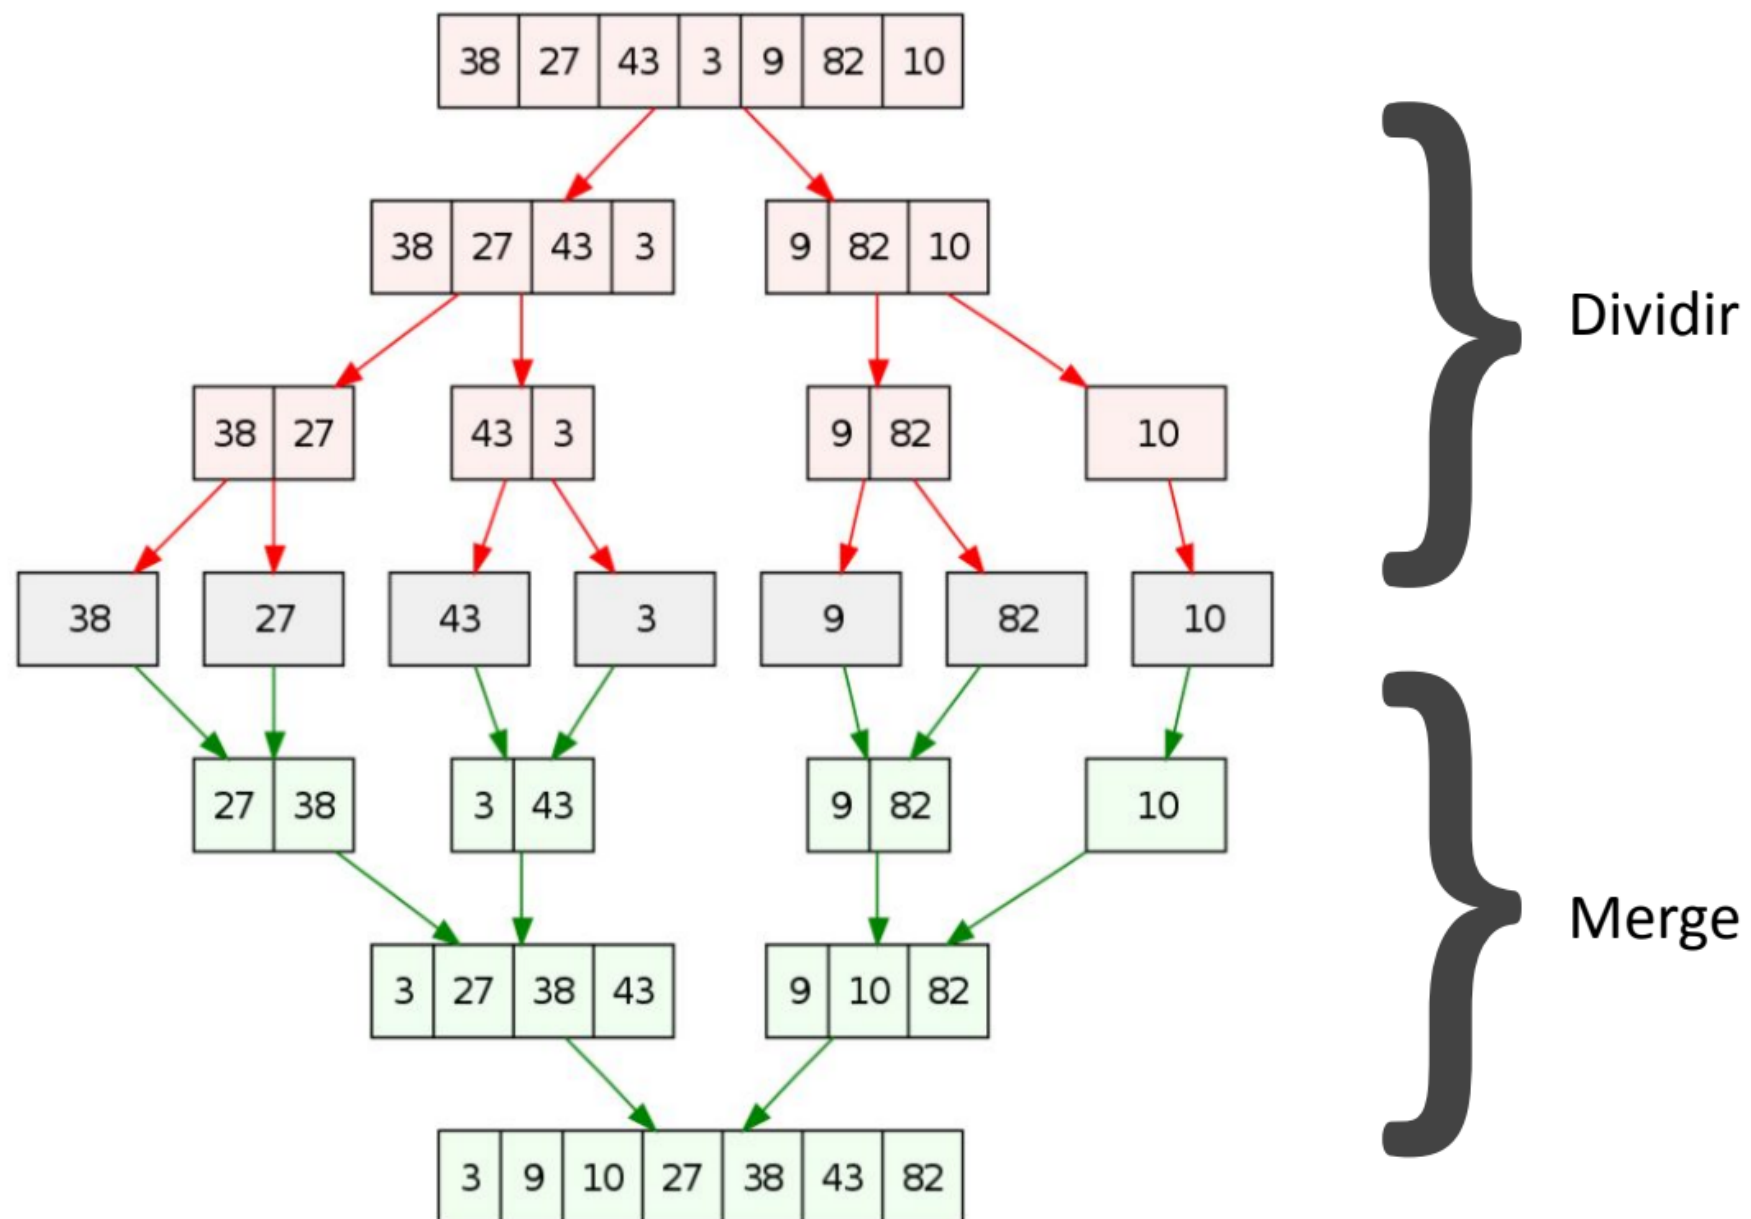 38 27 43 3 9 82 10
38 27 43 3 9 82 10
Dividir
38 27 43 3 9 82 10
38 27 43 3 9 82 10
27 38 3 43 9 82 10
Merge
3 27 38 43 9 10 82
3 9 10 27 38 43 82